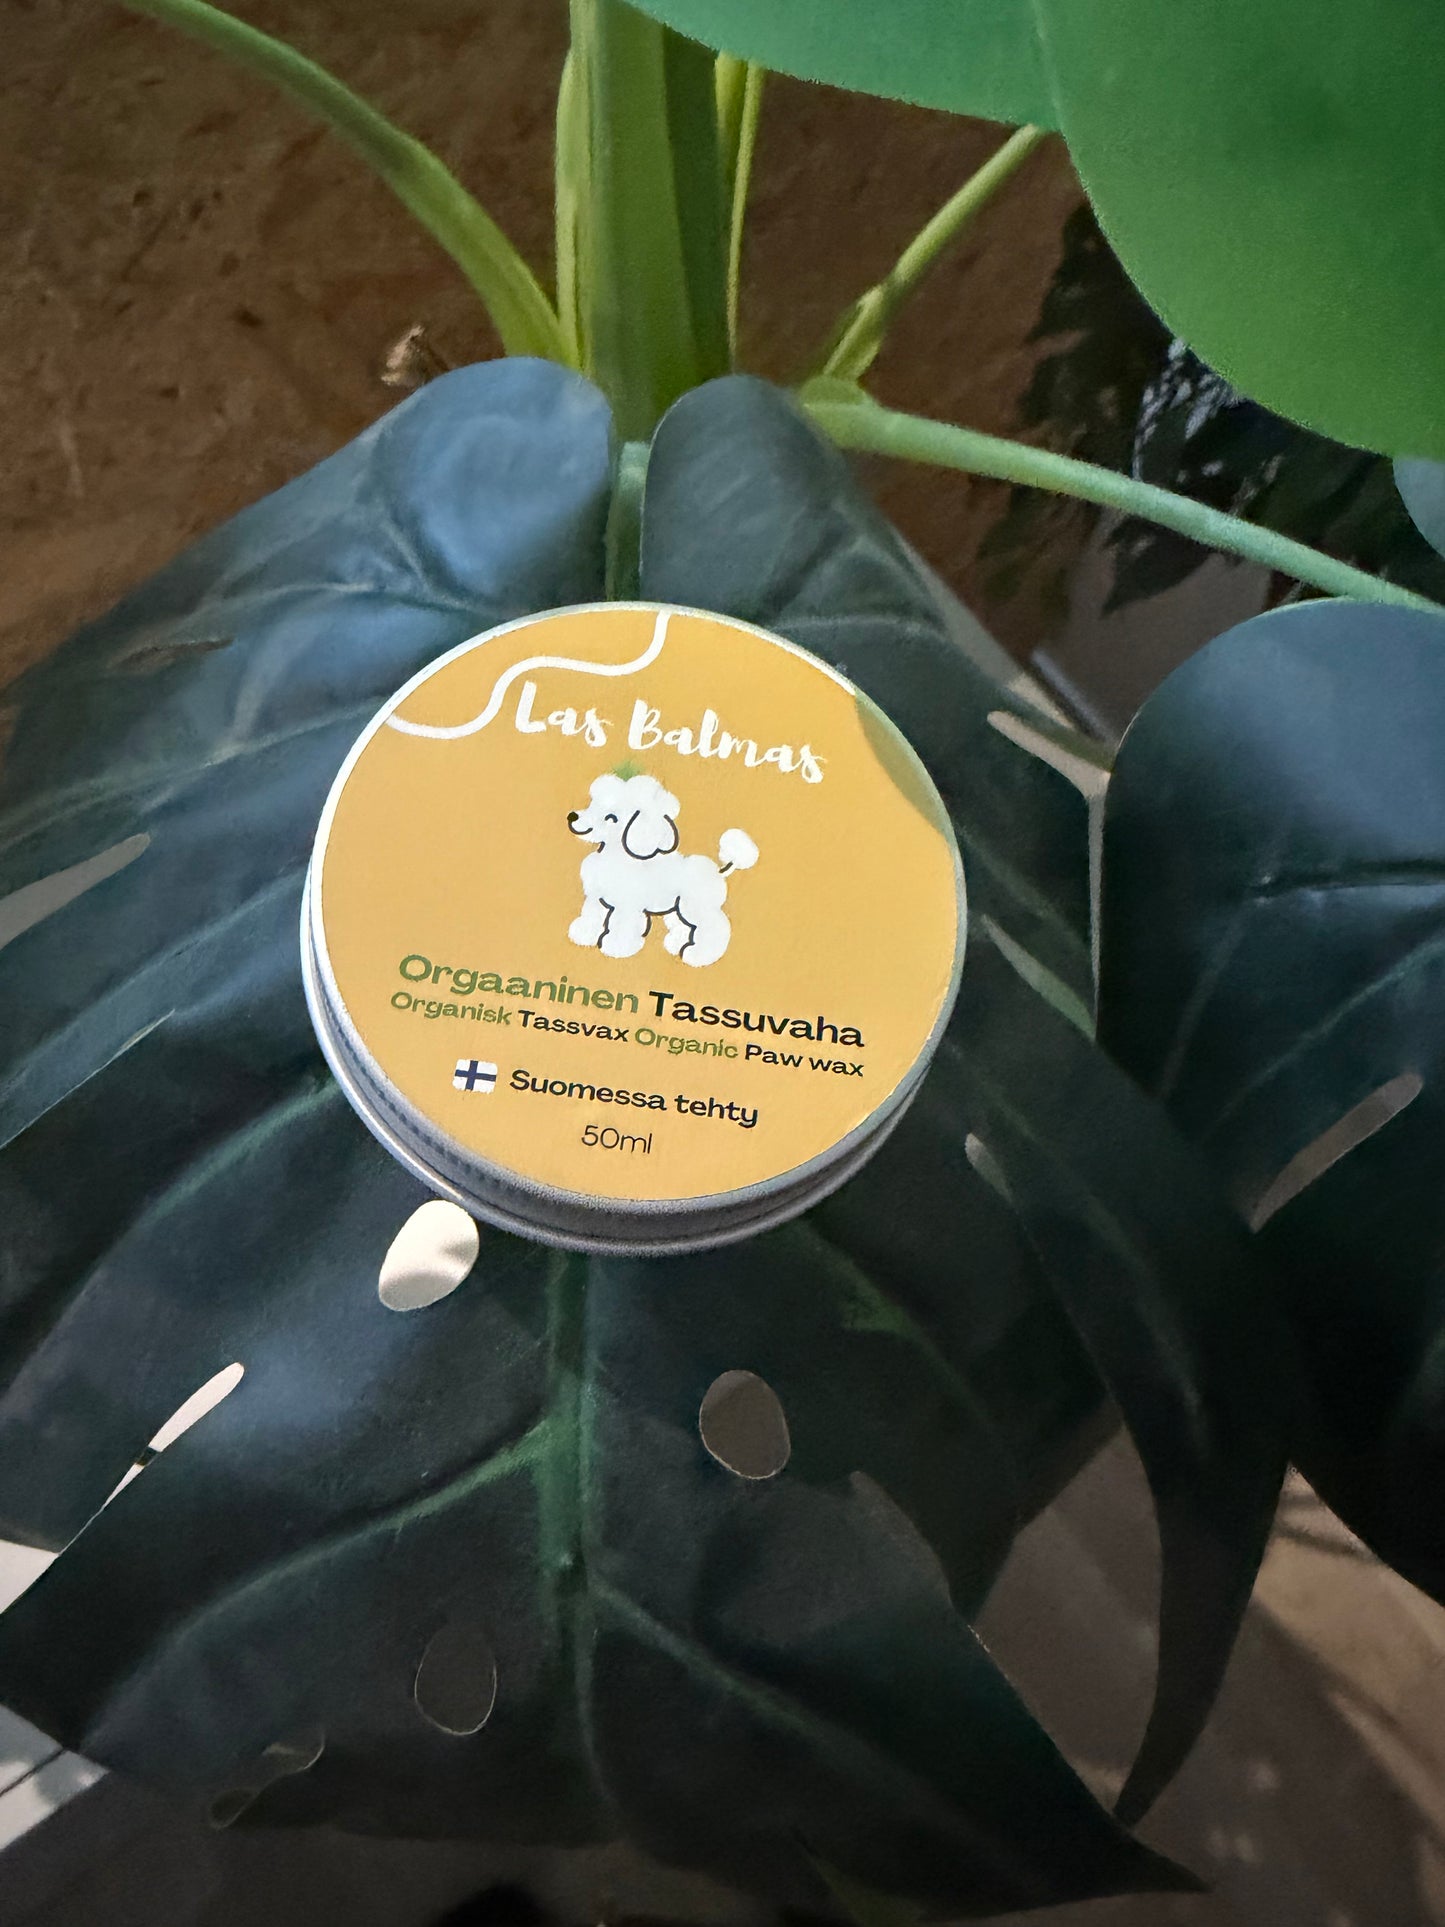 Las Balmas
Orgaaninen Tassuvaha
Organisk Tassvax Organic Paw wax
Suomessa tehty
50ml